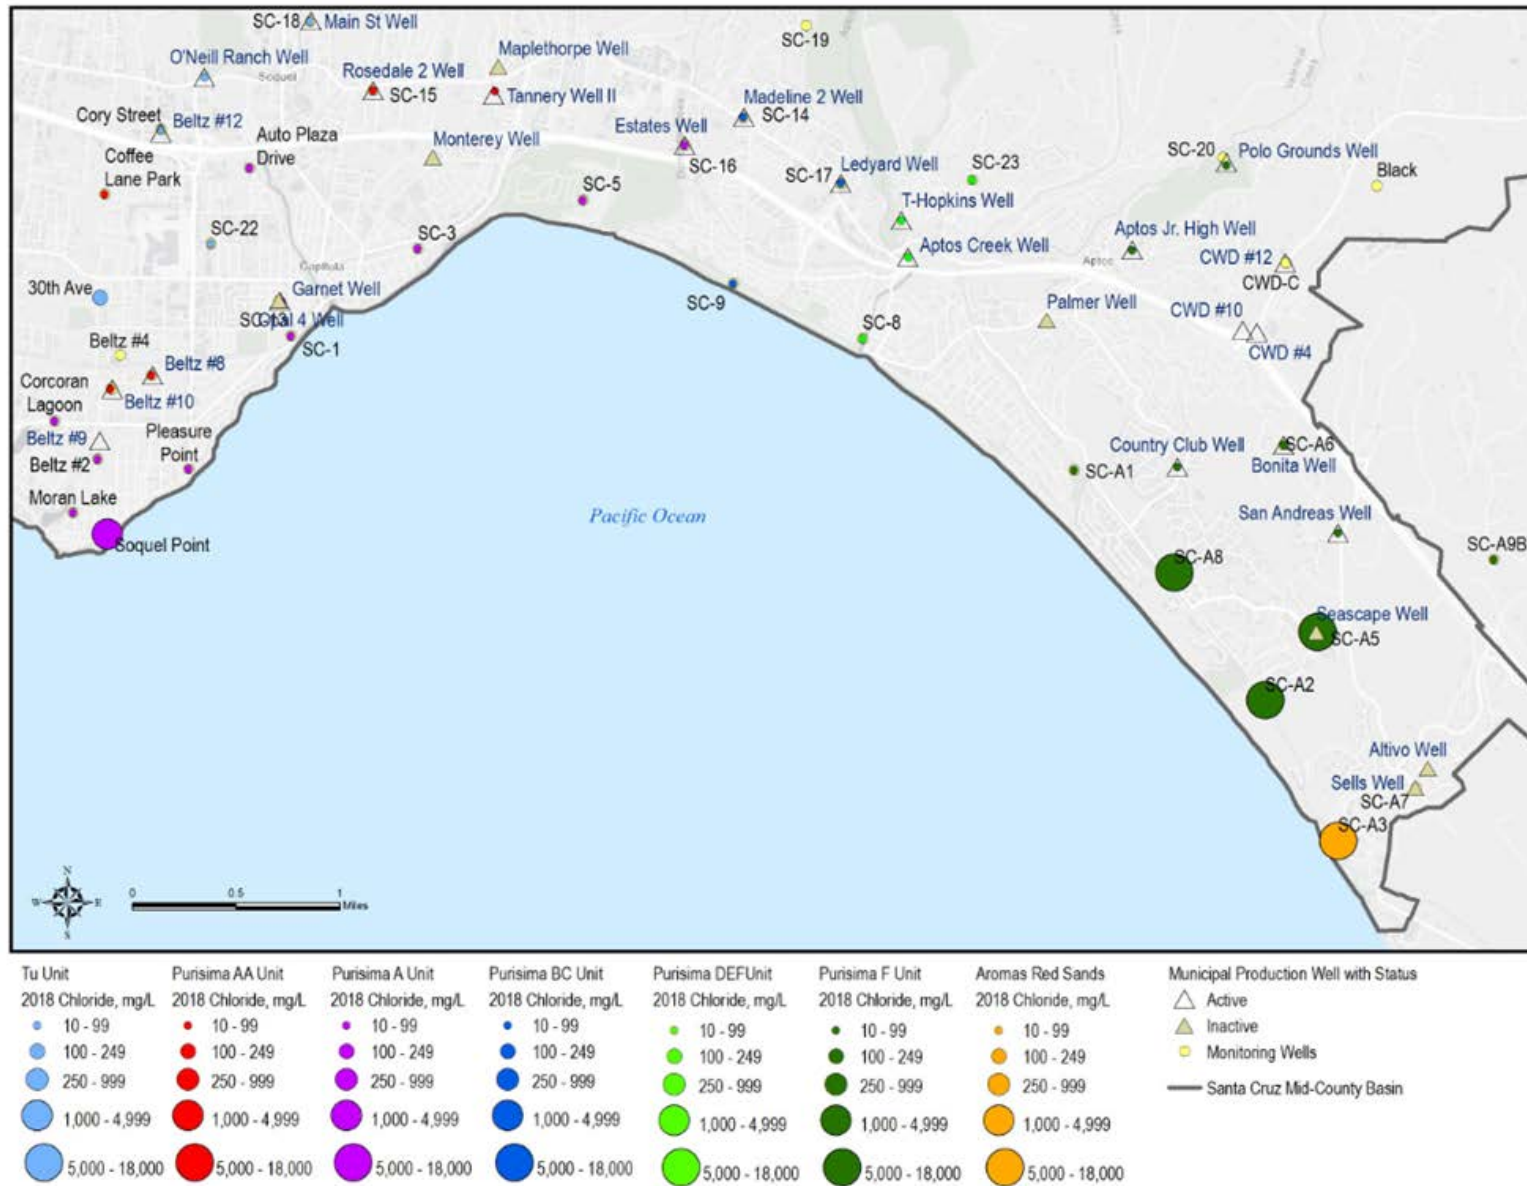 SC-18
Main St Well
SC-19
O'Neill Ranch Well
Soquel
Maplethorpe Well
Rosedale 2 Well
SC-15
Tannery Well II
Madeline 2 Well
SC-14
Cory Street
Beltz #12
Auto Plaza
Drive
Monterey Well
Estates Well
SC-16
Coffee
Lane Park
SC-17
Ledyard Well
SC-23
SC-20
Polo Grounds Well
Black
SC-5
T-Hopkins Well
SC-22
SC-3
Aptos Creek Well
Aptos Jr. High Well
Aptos
CWD #12
CWD-C
Capitola
30th Ave
Garnet Well
SC-13
Opal 4 Well
SC-1
SC-9
SC-8
Palmer Well
CWD #10
CWD #4
Beltz #4
Beltz #8
Corcoran
Lagoon
Beltz #10
Beltz #9
Pleasure
Point
Beltz #2
Moran Lake
Soquel Point
Pacific Ocean
SC-A1
Country Club Well
SC-A6
Bonita Well
San Andreas Well
SC-A9B
SC-A8
Seascape Well
SC-A5
SC-A2
Altivo Well
Sells Well
SC-A7
SC-A3
N
W E
S
0 0.5 1
Miles
Tu Unit
2018 Chloride, mg/L
10 - 99
100 - 249
250 - 999
1,000 - 4,999
5,000 - 18,000
Purisima AA Unit
2018 Chloride, mg/L
10 - 99
100 - 249
250 - 999
1,000 - 4,999
5,000 - 18,000
Purisima A Unit
2018 Chloride, mg/L
10 - 99
100 - 249
250 - 999
1,000 - 4,999
5,000 - 18,000
Purisima BC Unit
2018 Chloride, mg/L
10 - 99
100 - 249
250 - 999
1,000 - 4,999
5,000 - 18,000
Purisima DEFUnit
2018 Chloride, mg/L
10 - 99
100 - 249
250 - 999
1,000 - 4,999
5,000 - 18,000
Purisima F Unit
2018 Chloride, mg/L
10 - 99
100 - 249
250 - 999
1,000 - 4,999
5,000 - 18,000
Aromas Red Sands
2018 Chloride, mg/L
10 - 99
100 - 249
250 - 999
1,000 - 4,999
5,000 - 18,000
Municipal Production Well with Status
Active
Inactive
Monitoring Wells
Santa Cruz Mid-County Basin